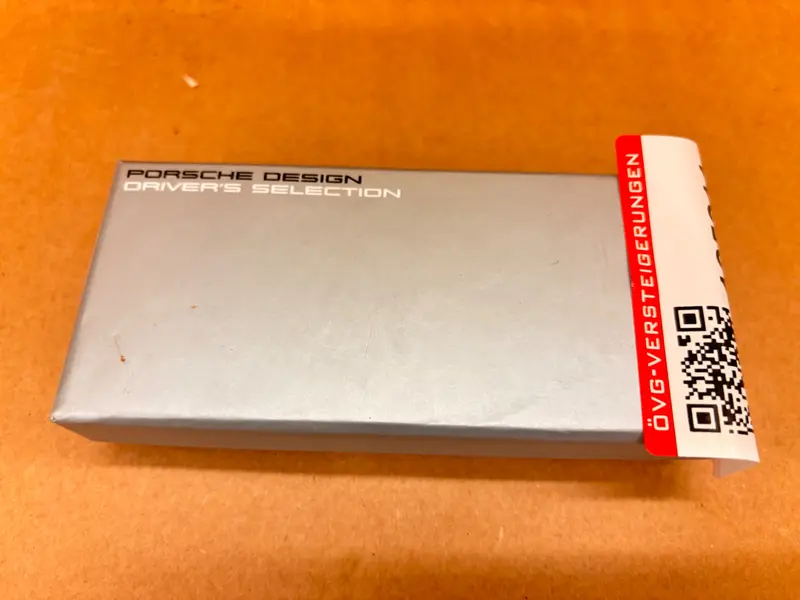 PORSCHE DESIGN
DRIVER'S SELECTION
ÖVG-VERSTEIGERUNGEN